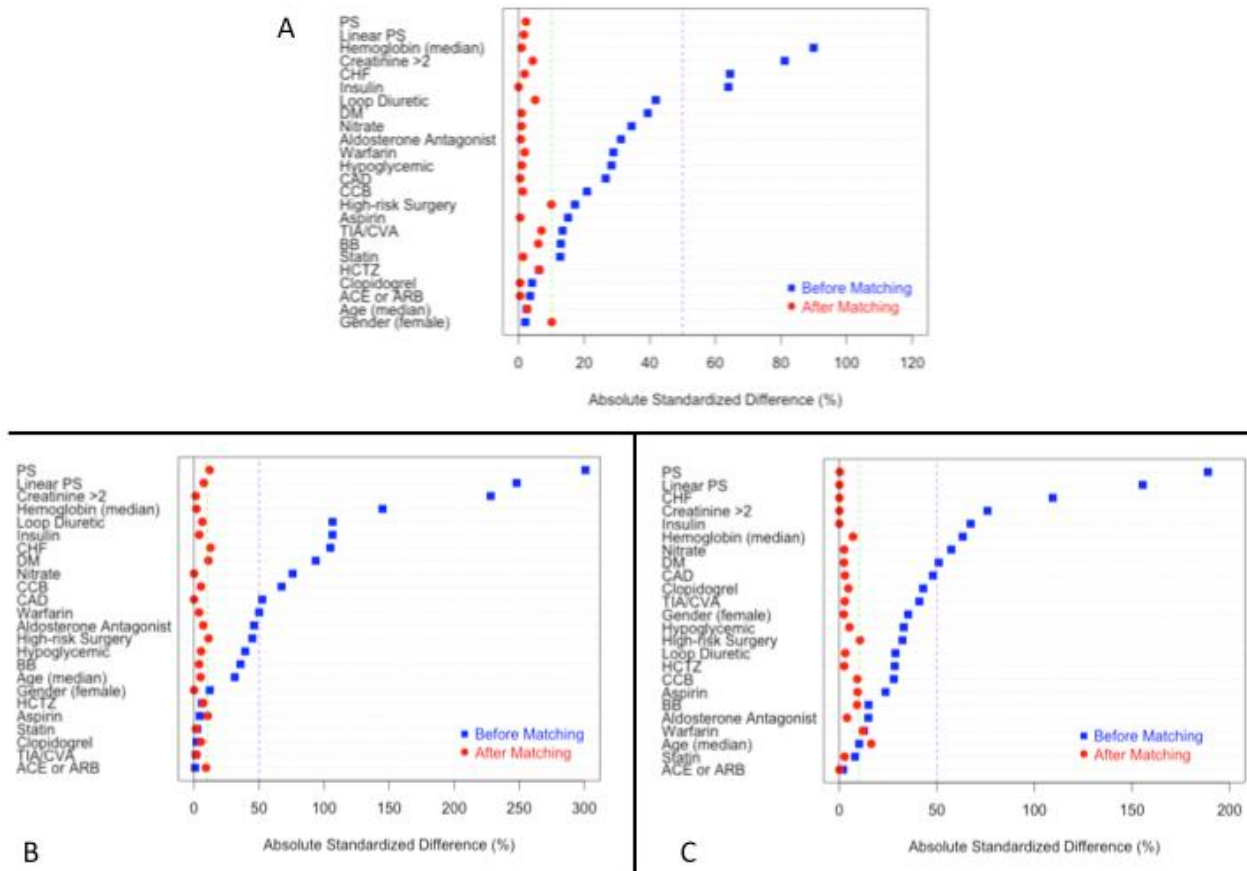 A
PS
Linear PS
Hemoglobin (median)
Creatinine >2
CHF
Insulin
Loop Diuretic
DM
Nitrate
Aldosterone Antagonist
Warfarin
Hypoglycemic
CAD
CCB
High-risk Surgery
Aspirin
TIA/CVA
BB
Statin
HCTZ
Clopidogrel
ACE or ARB
Age (median)
Gender (female)
Before Matching
After Matching
0 20 40 60 80 100 120
Absolute Standardized Difference (%)
PS
Linear PS
Creatinine >2
Hemoglobin (median)
Loop Diuretic
Insulin
CHF
DM
Nitrate
CCB
CAD
Warfarin
Aldosterone Antagonist
High-risk Surgery
Hypoglycemic
BB
Age (median)
Gender (female)
HCTZ
Aspirin
Statin
Clopidogrel
TIA/CVA
ACE or ARB
Before Matching
After Matching
0 50 100 150 200 250 300
Absolute Standardized Difference (%)
B
PS
Linear PS
CHF
Creatinine >2
Insulin
Hemoglobin (median)
Nitrate
DM
CAD
Clopidogrel
TIA/CVA
Gender (female)
Hypoglycemic
High-risk Surgery
Loop Diuretic
HCTZ
CCB
Aspirin
BB
Aldosterone Antagonist
Warfarin
Age (median)
Statin
ACE or ARB
Before Matching
After Matching
0 50 100 150 200
Absolute Standardized Difference (%)
C